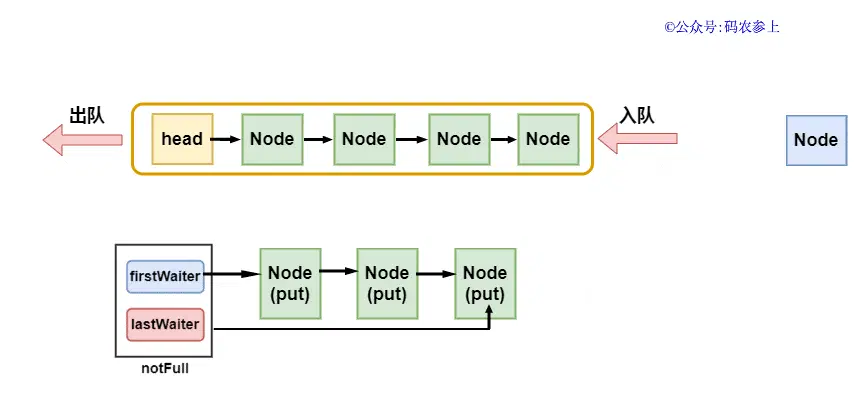 ©公众号:码农参上
出队
入队
head
Node
Node
Node
Node
Node
firstWaiter
lastWaiter
notFull
Node
(put)
Node
(put)
Node
(put)